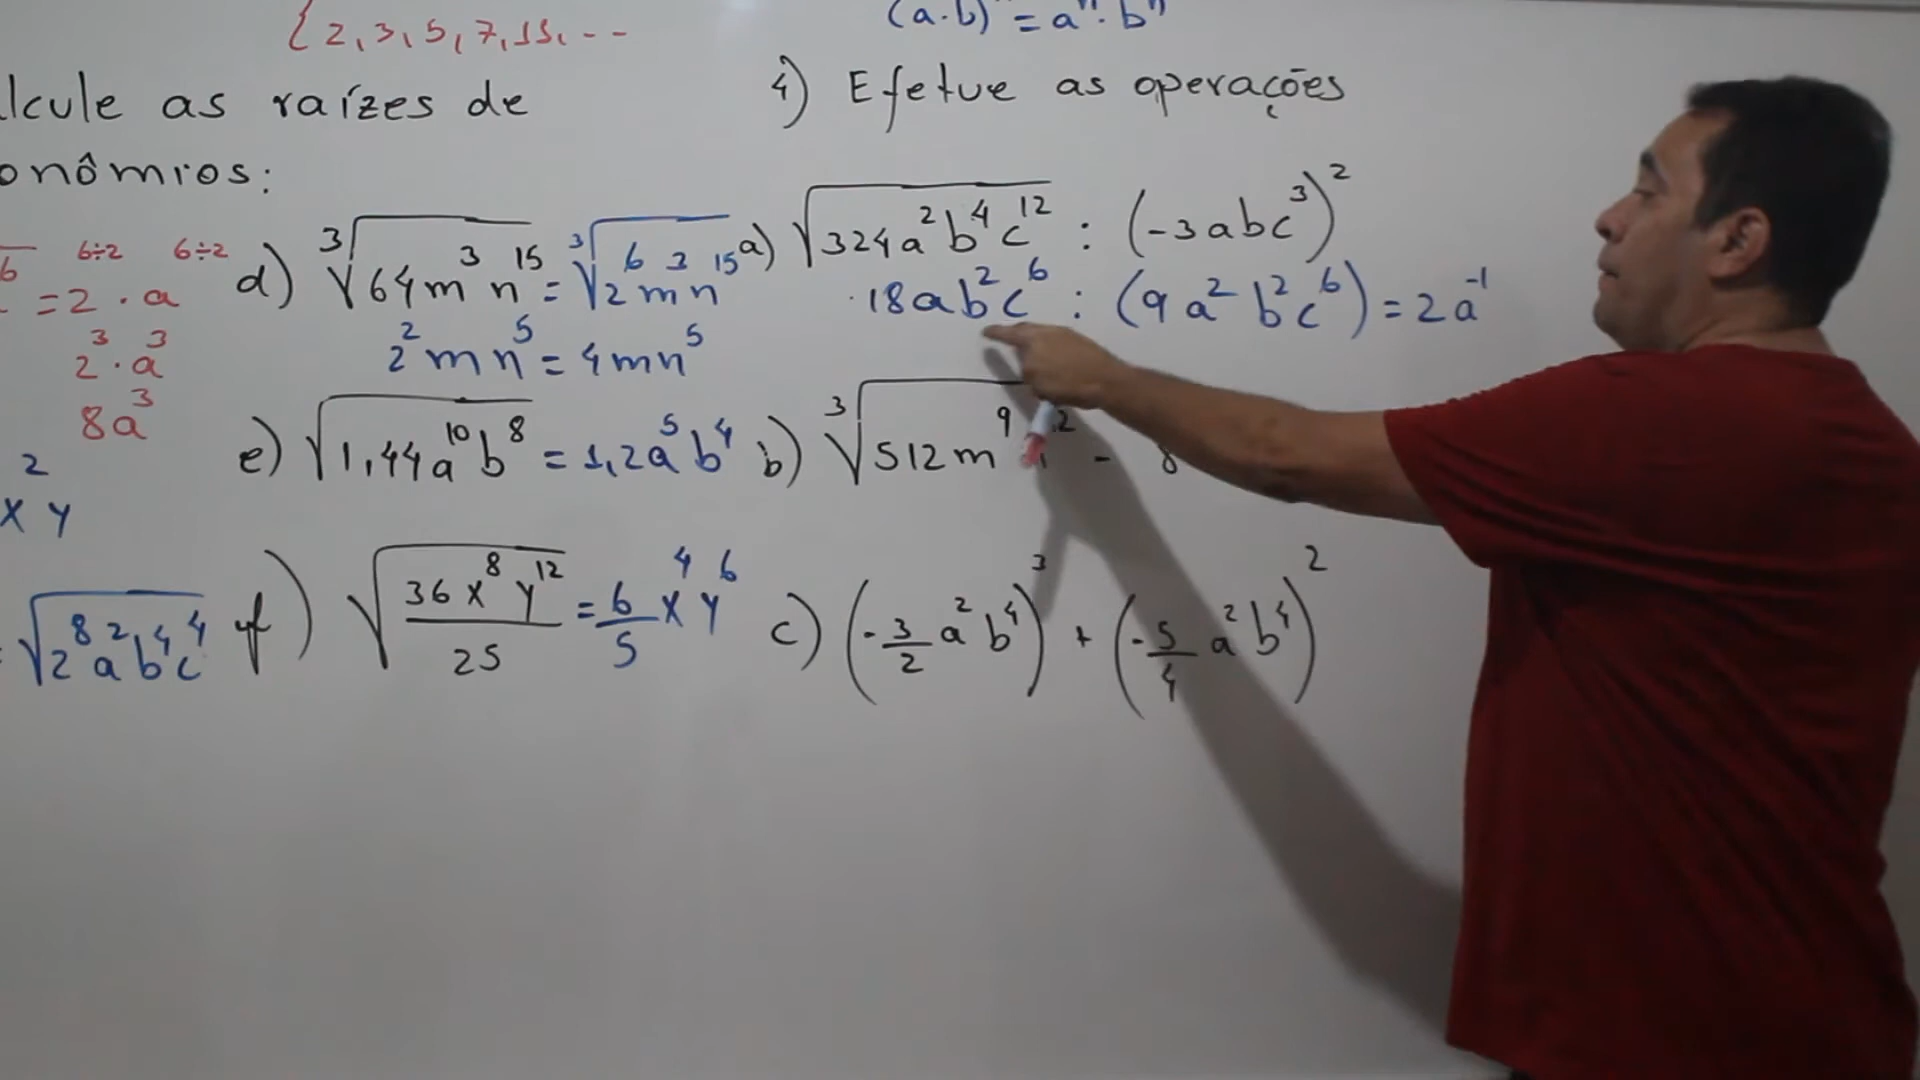 {2,3,5,7,11,--
(a.b)ⁿ = aⁿ.bⁿ
lcule as raízes de
onômios:
6÷2 6÷2
= 2 . a
2³ . a³
8a³
2
x y
√2⁸a²b⁴c⁴
d) ³√64m³n¹⁵ = ³√2⁶m³n¹⁵
2²mn⁵ = 4mn⁵
e) √1,44a¹⁰b⁸ = 1,2a⁵b⁴
f) √36x⁸y¹²/25 = 6/5 x⁴y⁶
4) Efetue as operações
a) √324a²b⁴c¹² : (-3abc³)²
18ab²c⁶ : (9a²b²c⁶) = 2a⁻¹
b) ³√512m⁹ - 8
c) (-3/2 a²b⁴)³ + (-5/4 a²b⁴)²